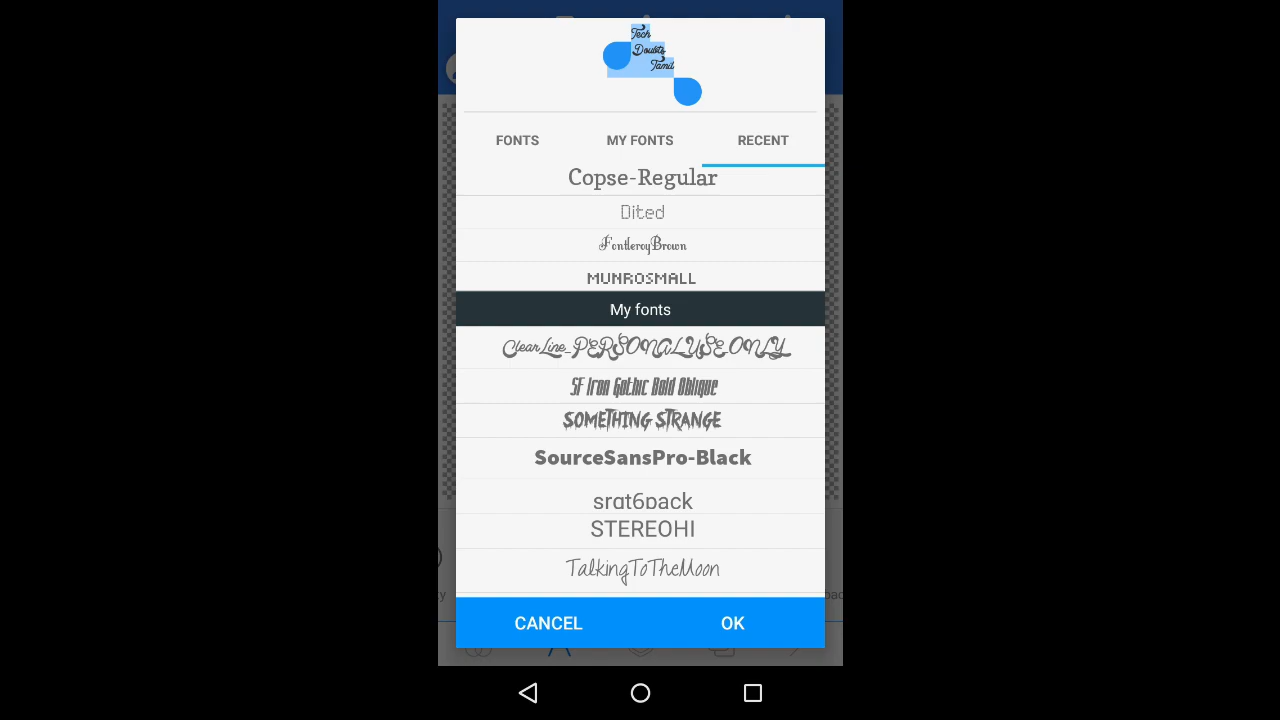 Tech
Doubts
Tamil
FONTS
MY FONTS
RECENT
Copse-Regular
Dited
FontleroyBrown
MUNROSMALL
My fonts
ClearLine_PERSONALUSEONLY
SF Iron Gothic Bold Oblique
SOMETHING STRANGE
SourceSansPro-Black
srgt6pack
STEREOHI
TalkingToTheMoon
CANCEL
OK